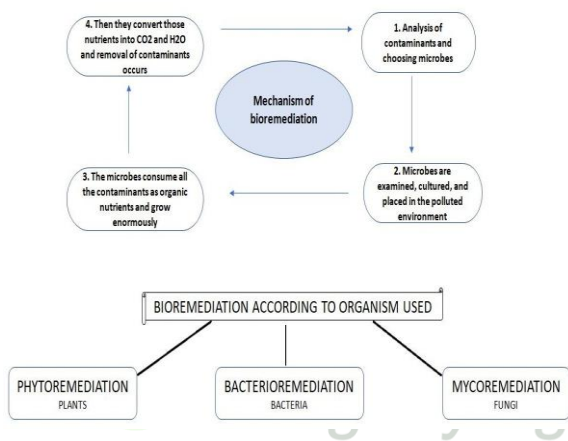 4. Then they convert those
nutrients into CO2 and H2O
and removal of contaminants
occurs
1. Analysis of
contaminants and
choosing microbes
Mechanism of
bioremediation
3. The microbes consume all
the contaminants as organic
nutrients and grow
enormously
2. Microbes are
examined, cultured, and
placed in the polluted
environment
BIOREMEDIATION ACCORDING TO ORGANISM USED
PHYTOREMEDIATION
PLANTS
BACTERIOREMEDIATION
BACTERIA
MYCOREMEDIATION
FUNGI